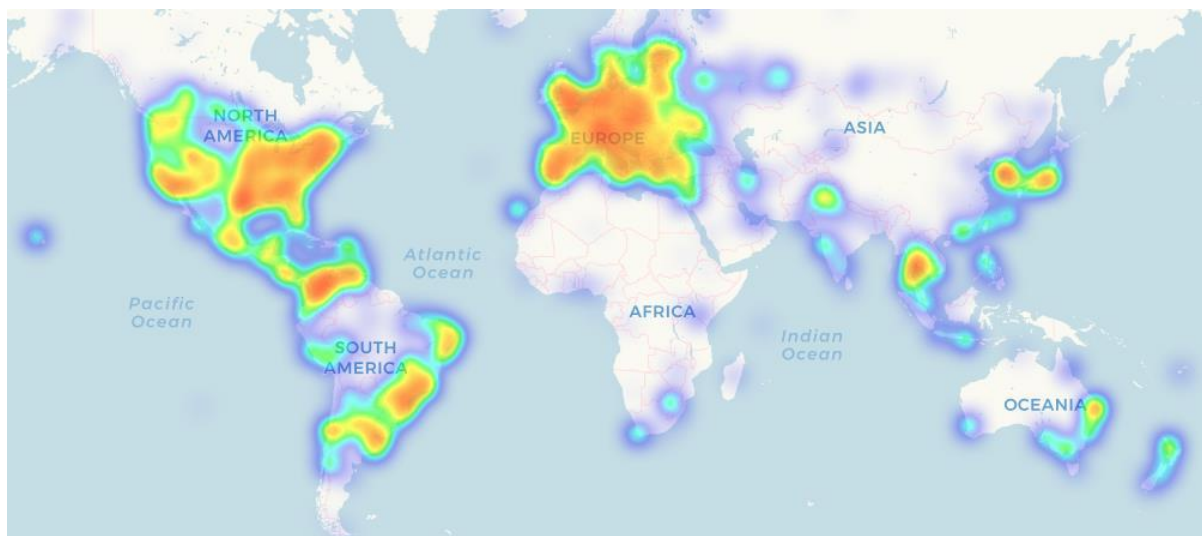 NORTH
AMERICA
EUROPE
ASIA
Atlantic
Ocean
Pacific
Ocean
AFRICA
Indian
Ocean
SOUTH
AMERICA
OCEANIA